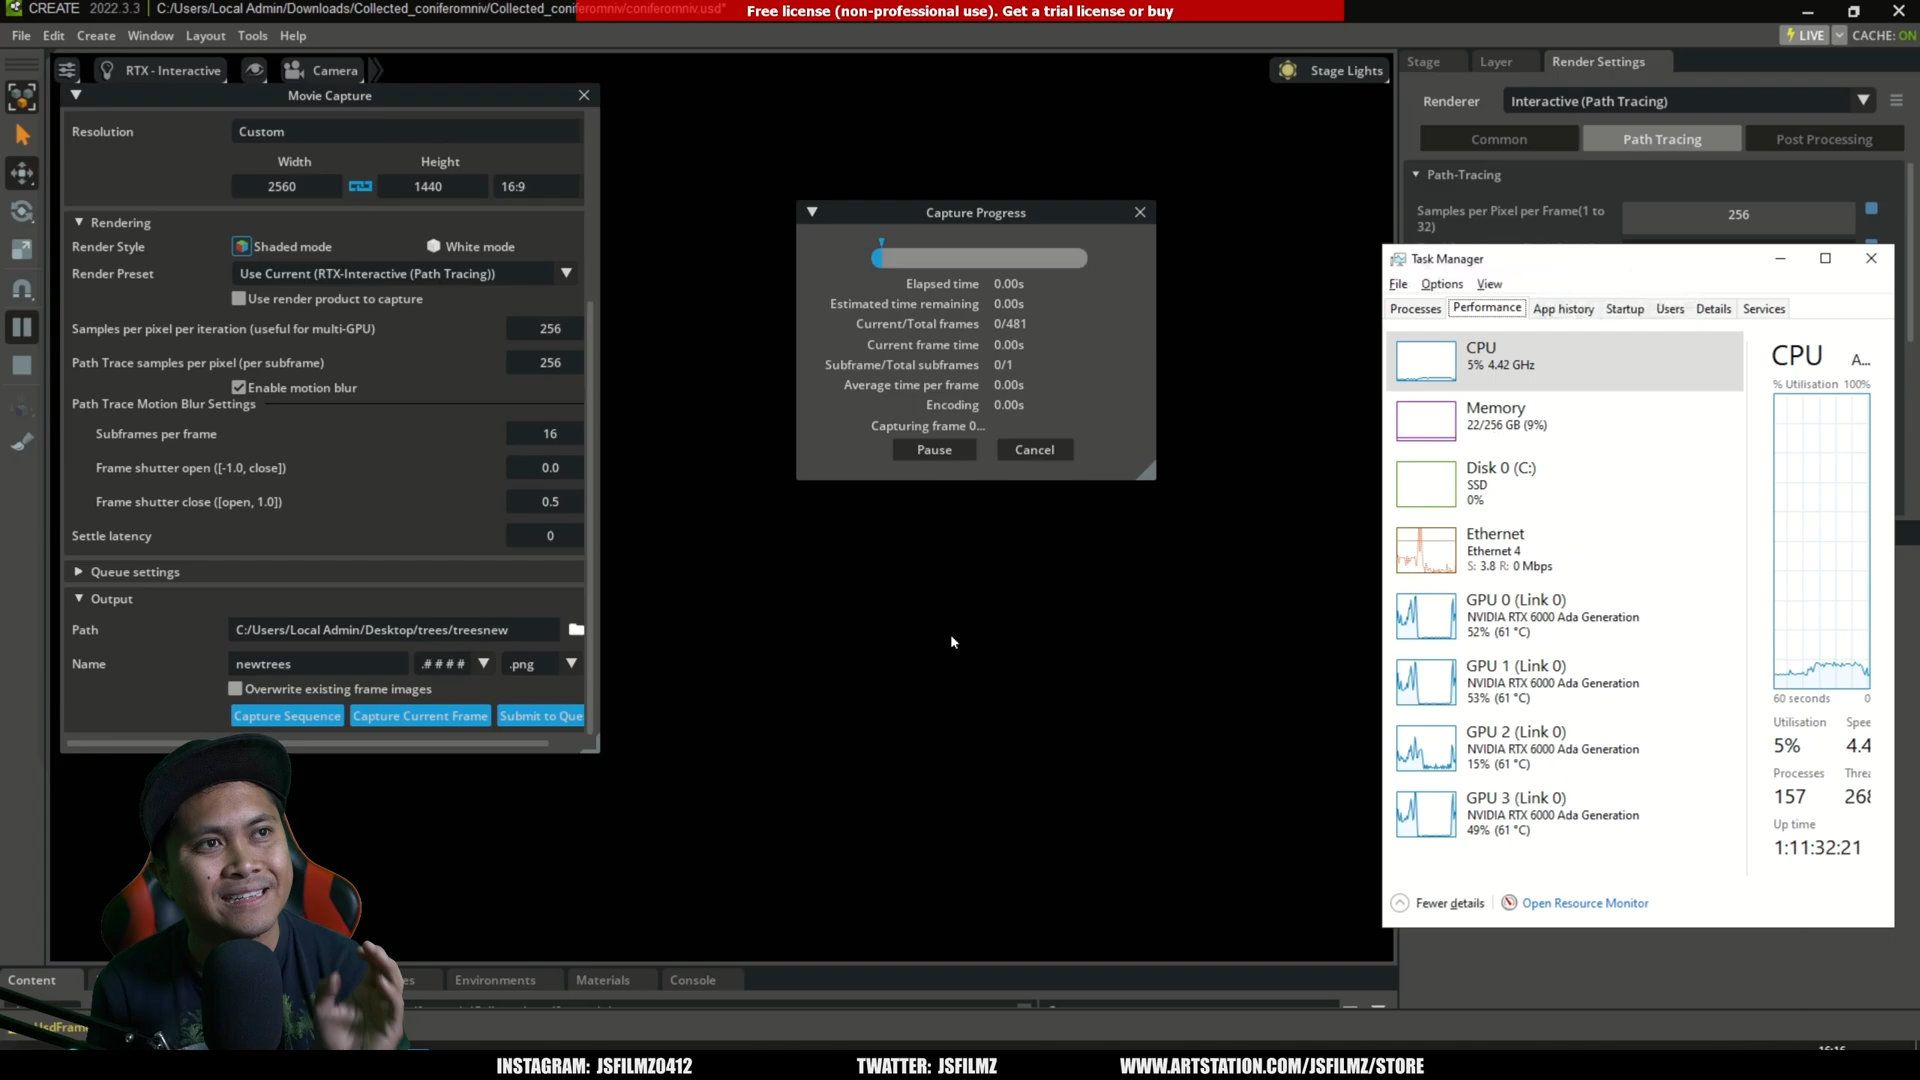 CREATE 2022.3.3 C:/Users/Local Admin/Downloads/Collected_coniferomniv/Collected_coniferomniv/coniferomniv.usd*
Free license (non-professional use). Get a trial license or buy
File Edit Create Window Layout Tools Help
LIVE CACHE: ON
RTX - Interactive Camera Stage Lights
Stage Layer Render Settings
Movie Capture
Resolution Custom
Width Height
2560 1440 16:9
Rendering
Render Style Shaded mode White mode
Render Preset Use Current (RTX-Interactive (Path Tracing))
Use render product to capture
Samples per pixel per iteration (useful for multi-GPU) 256
Path Trace samples per pixel (per subframe) 256
Enable motion blur
Path Trace Motion Blur Settings
Subframes per frame 16
Frame shutter open ([-1.0, close]) 0.0
Frame shutter close ([open, 1.0]) 0.5
Settle latency 0
Queue settings
Output
Path C:/Users/Local Admin/Desktop/trees/treesnew
Name newtrees .#### .png
Overwrite existing frame images
Capture Sequence Capture Current Frame Submit to Que
Capture Progress
Elapsed time 0.00s
Estimated time remaining 0.00s
Current/Total frames 0/481
Current frame time 0.00s
Subframe/Total subframes 0/1
Average time per frame 0.00s
Encoding 0.00s
Capturing frame 0...
Pause Cancel
Renderer Interactive (Path Tracing)
Common Path Tracing Post Processing
Path-Tracing
Samples per Pixel per Frame(1 to 256
32)
Task Manager
File Options View
Processes Performance App history Startup Users Details Services
CPU
5% 4.42 GHz
Memory
22/256 GB (9%)
Disk 0 (C:)
SSD
0%
Ethernet
Ethernet 4
S: 3.8 R: 0 Mbps
GPU 0 (Link 0)
NVIDIA RTX 6000 Ada Generation
52% (61 °C)
GPU 1 (Link 0)
NVIDIA RTX 6000 Ada Generation
53% (61 °C)
GPU 2 (Link 0)
NVIDIA RTX 6000 Ada Generation
15% (61 °C)
GPU 3 (Link 0)
NVIDIA RTX 6000 Ada Generation
49% (61 °C)
CPU A...
% Utilisation 100%
60 seconds 0
Utilisation Spee
5% 4.4
Processes Threa
157 268
Up time
1:11:32:21
Fewer details Open Resource Monitor
Content Environments Materials Console
INSTAGRAM: JSFILMZ0412 TWATTER: JSFILMZ WWW.ARTSTATION.COM/JSFILMZ/STORE